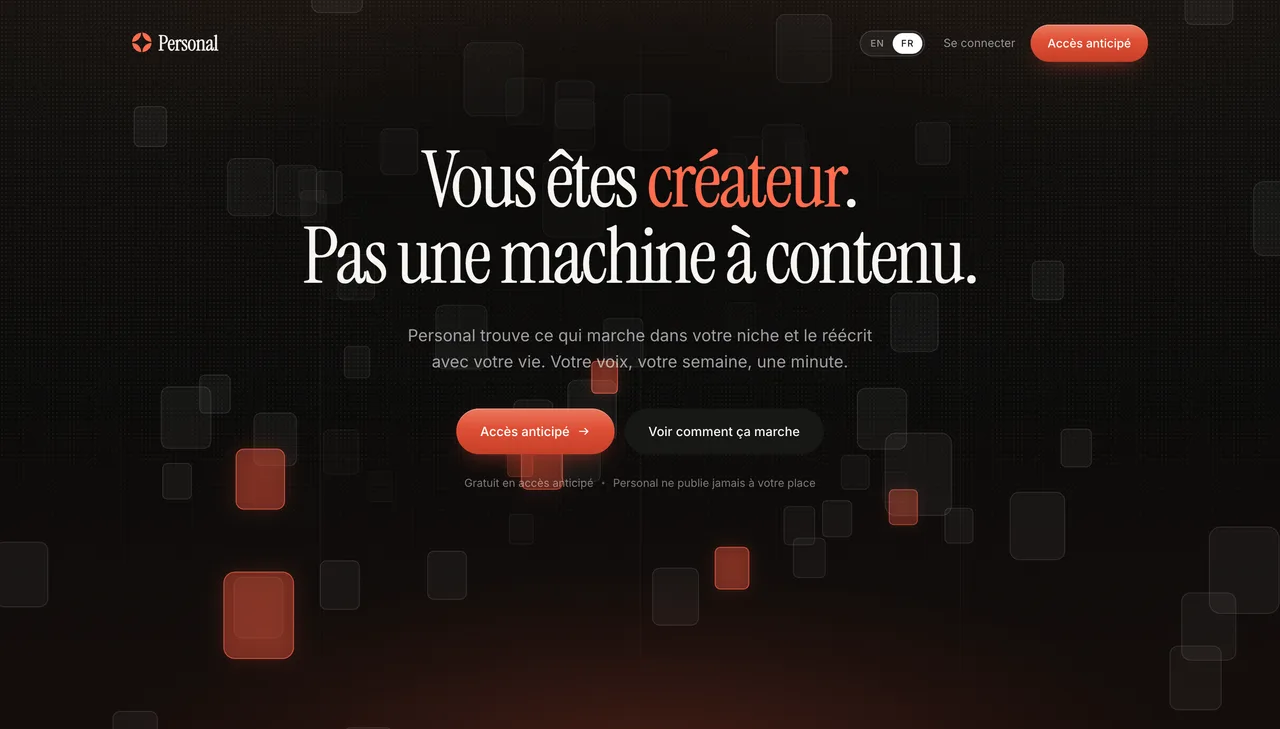 Personal
EN FR
Se connecter
Accès anticipé
Vous êtes créateur.
Pas une machine à contenu.
Personal trouve ce qui marche dans votre niche et le réécrit
avec votre vie. Votre voix, votre semaine, une minute.
Accès anticipé →
Voir comment ça marche
Gratuit en accès anticipé • Personal ne publie jamais à votre place